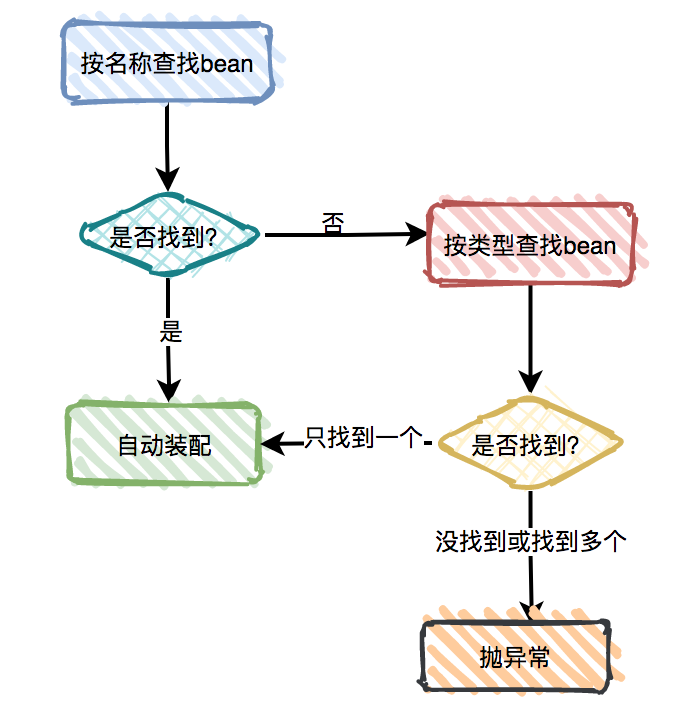 按名称查找bean
是否找到?
否
按类型查找bean
是
自动装配
只找到一个
是否找到?
没找到或找到多个
抛异常